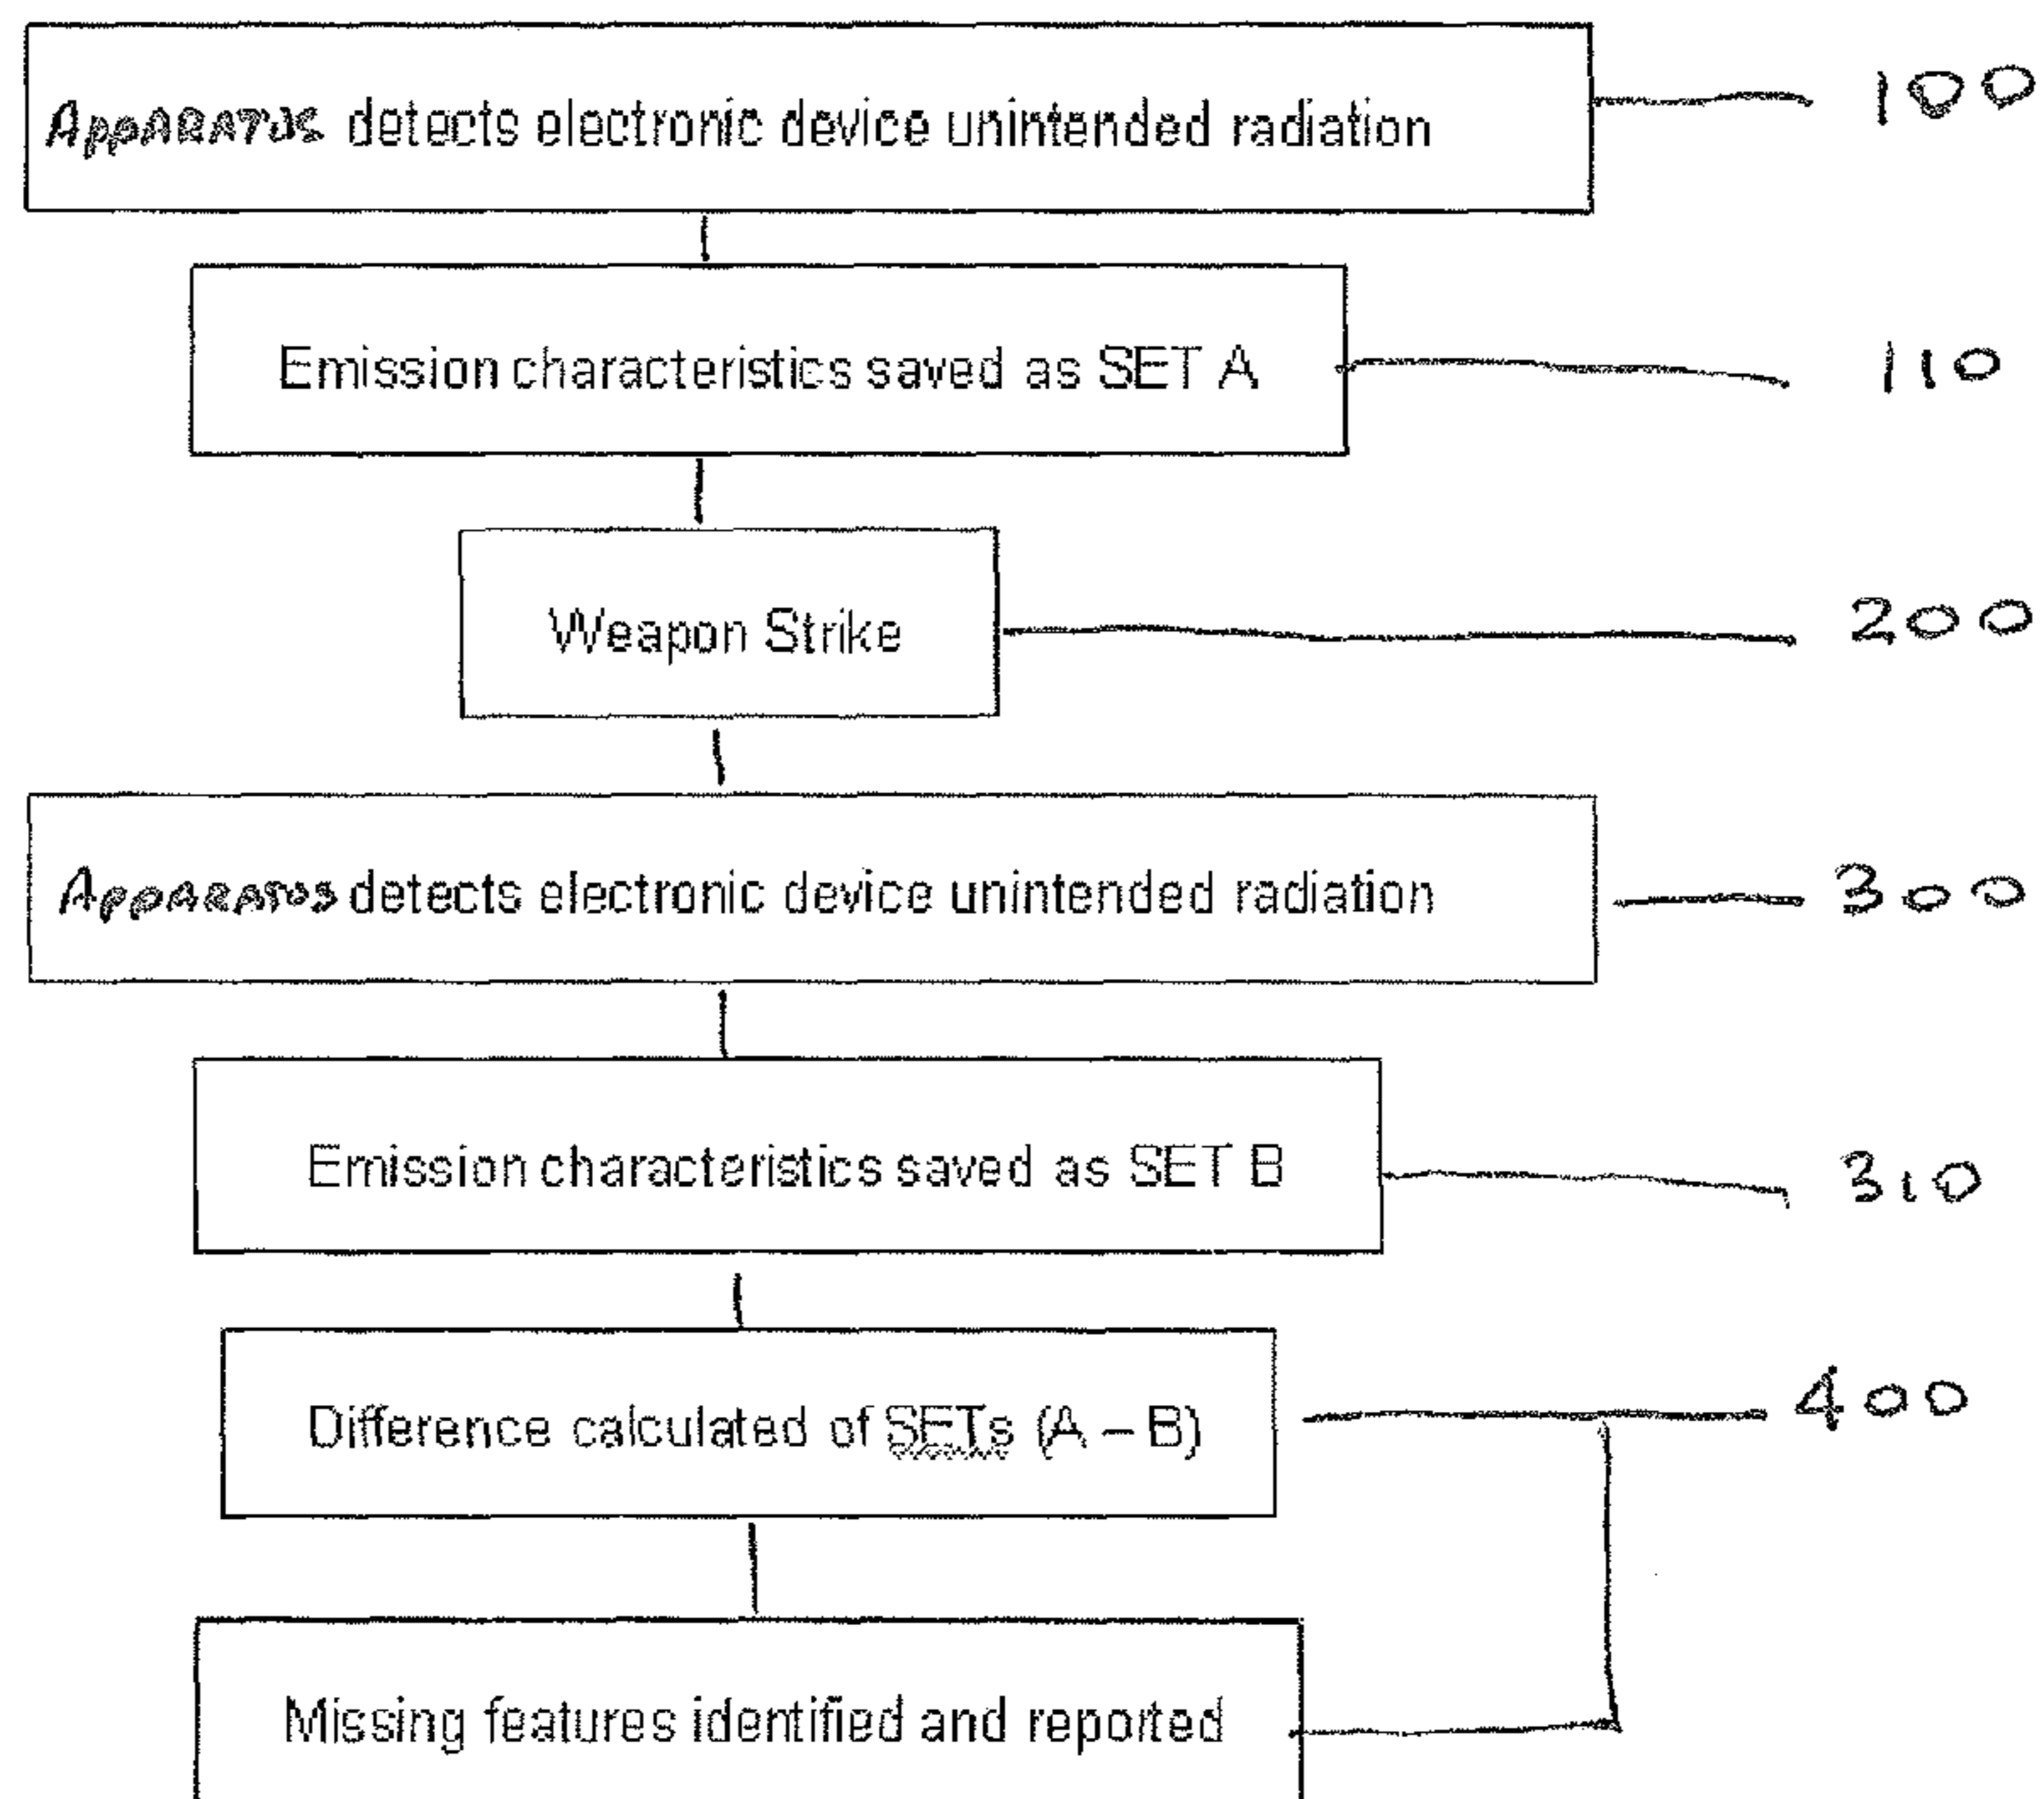 APPARATUS detects electronic device unintended radiation
100
Emission characteristics saved as SET A
110
Weapon Strike
200
APPARATUS detects electronic device unintended radiation
300
Emission characteristics saved as SET B
310
Difference calculated of SETs (A – B)
400
Missing features identified and reported